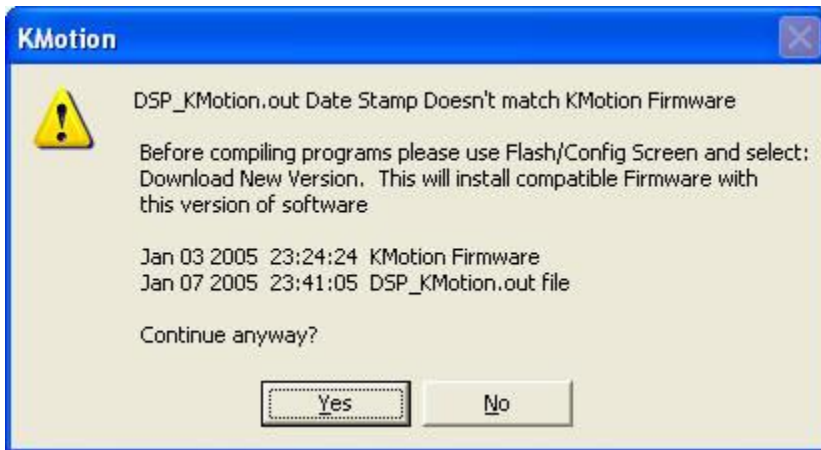 KMotion
DSP_KMotion.out Date Stamp Doesn't match KMotion Firmware
Before compiling programs please use Flash/Config Screen and select:
Download New Version.  This will install compatible Firmware with
this version of software
Jan 03 2005  23:24:24  KMotion Firmware
Jan 07 2005  23:41:05  DSP_KMotion.out file
Continue anyway?
Yes
No